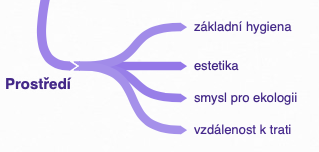 základní hygiena
estetika
Prostředí
smysl pro ekologii
vzdálenost k trati